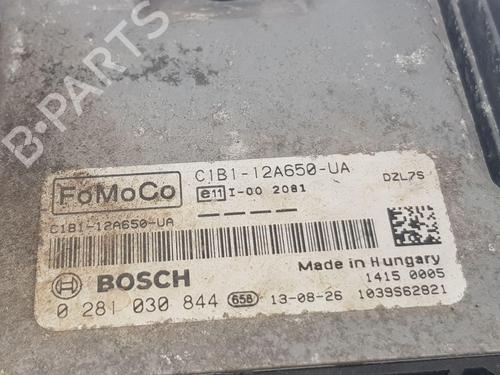 FoMoCo
C1B1-12A650-UA
DZL7S
e11 I-00 2081
C1B1-12A650-UA
BOSCH
Made in Hungary
1415 0005
0 281 030 844 658 13-08-26 1039S62821
B-PARTS